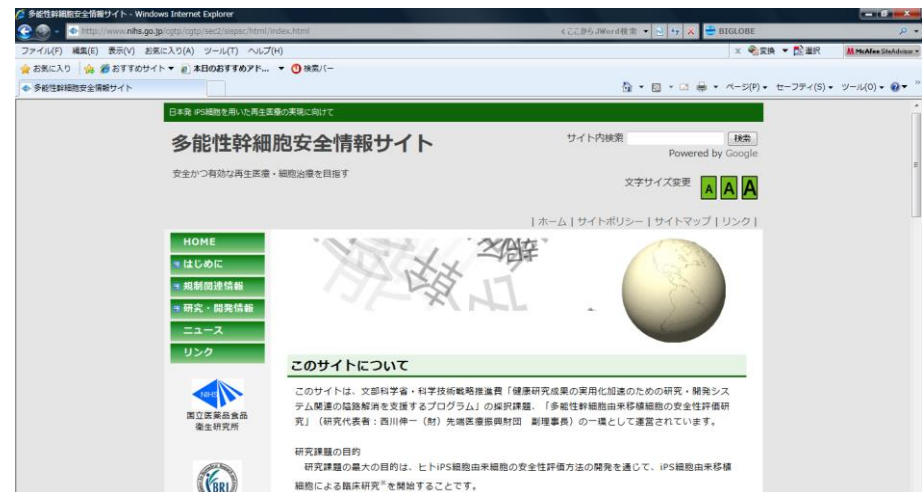 多能性幹細胞安全情報サイト - Windows Internet Explorer
http://www.nihs.go.jp/cgtp/cgtp/sec2/siepsc/html/index.html
くここからJWord検索
BIGLOBE
ファイル(F) 編集(E) 表示(V) お気に入り(A) ツール(T) ヘルプ(H)
x 変換 選択 McAfee SiteAdvisor
お気に入り おすすめサイト 本日のおすすめアド... 検索バー
多能性幹細胞安全情報サイト
ページ(P) セーフティ(S) ツール(O)
日本発 iPS細胞を用いた再生医療の実現に向けて
多能性幹細胞安全情報サイト
サイト内検索 検索
Powered by Google
安全かつ有効な再生医療・細胞治療を目指す
文字サイズ変更 A A A
| ホーム | サイトポリシー | サイトマップ | リンク |
HOME
はじめに
規制関連情報
研究・開発情報
ニュース
リンク
NIHS
国立医薬品食品
衛生研究所
BRI
このサイトについて
このサイトは、文部科学省・科学技術戦略推進費「健康研究成果の実用化加速のための研究・開発シス
テム関連の隘路解消を支援するプログラム」の採択課題、「多能性幹細胞由来移植細胞の安全性評価研
究」（研究代表者：西川伸一（財）先端医療振興財団 副理事長）の一環として運営されています。
研究課題の目的
研究課題の最大の目的は、ヒトiPS細胞由来細胞の安全性評価方法の開発を通じて、iPS細胞由来移植
細胞による臨床研究※を開始することです。